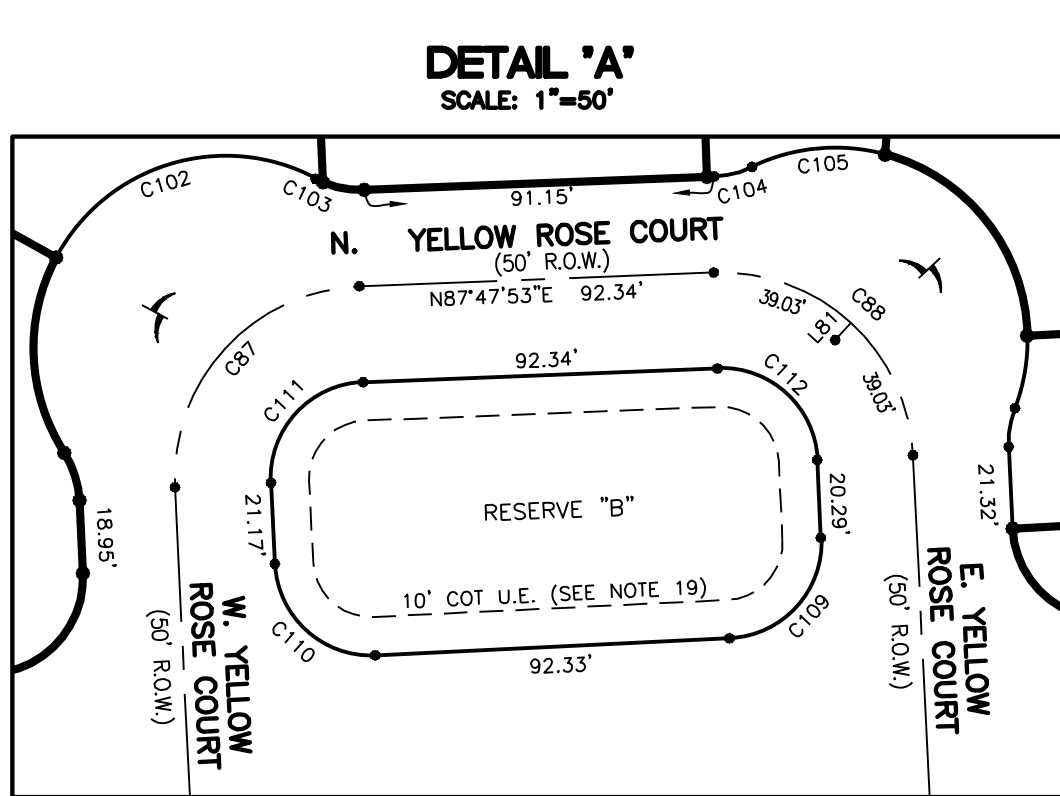 DETAIL "A"
SCALE: 1"=50'
C102
C103
91.15'
C104
C105
N. YELLOW ROSE COURT
(50' R.O.W.)
N87°47'53"E 92.34'
39.03'
C88
L81
39.03'
C87
92.34'
C111
C112
21.17'
RESERVE "B"
20.29'
21.32'
18.95'
10' COT U.E. (SEE NOTE 19)
C110
C109
92.33'
W. YELLOW
ROSE COURT
(50' R.O.W.)
E. YELLOW
ROSE COURT
(50' R.O.W.)